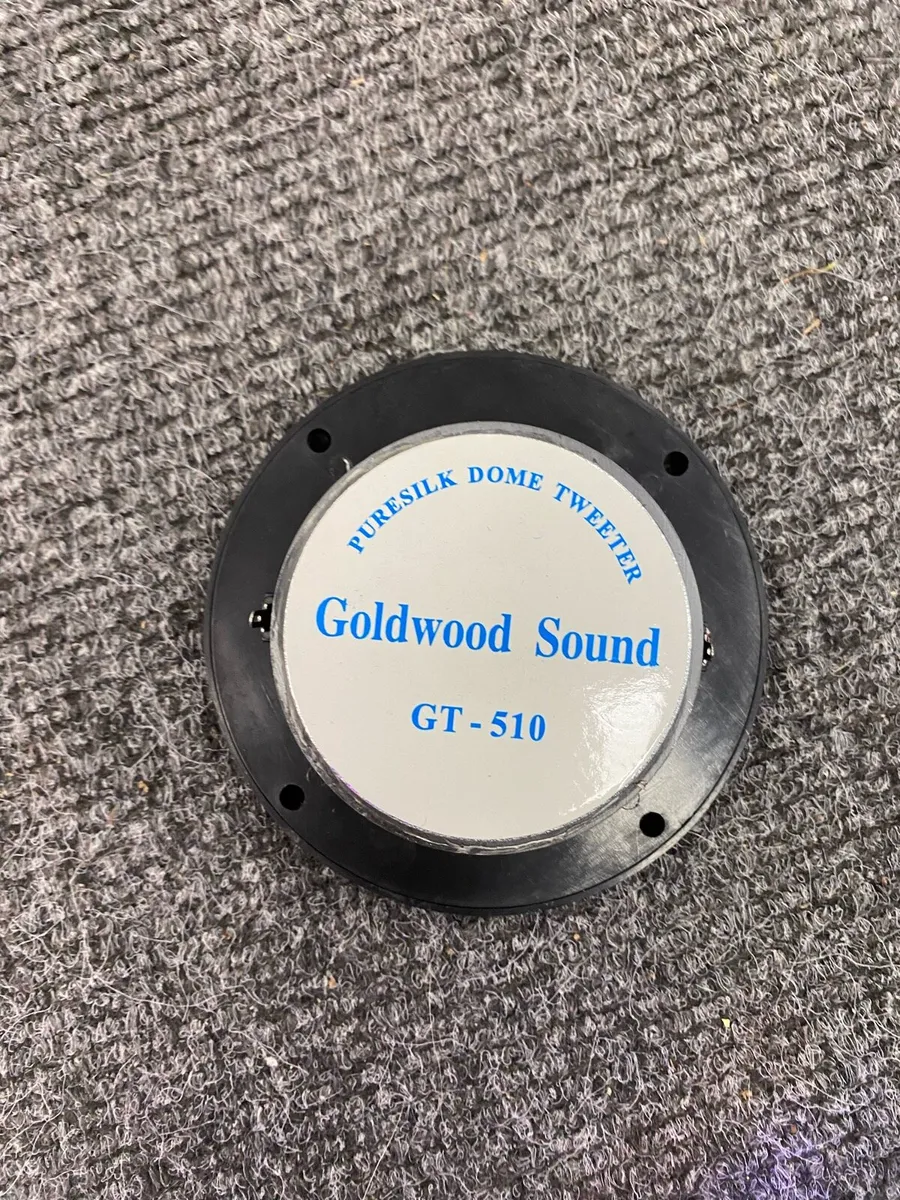 PURESILK DOME TWEETER
Goldwood Sound
GT - 510